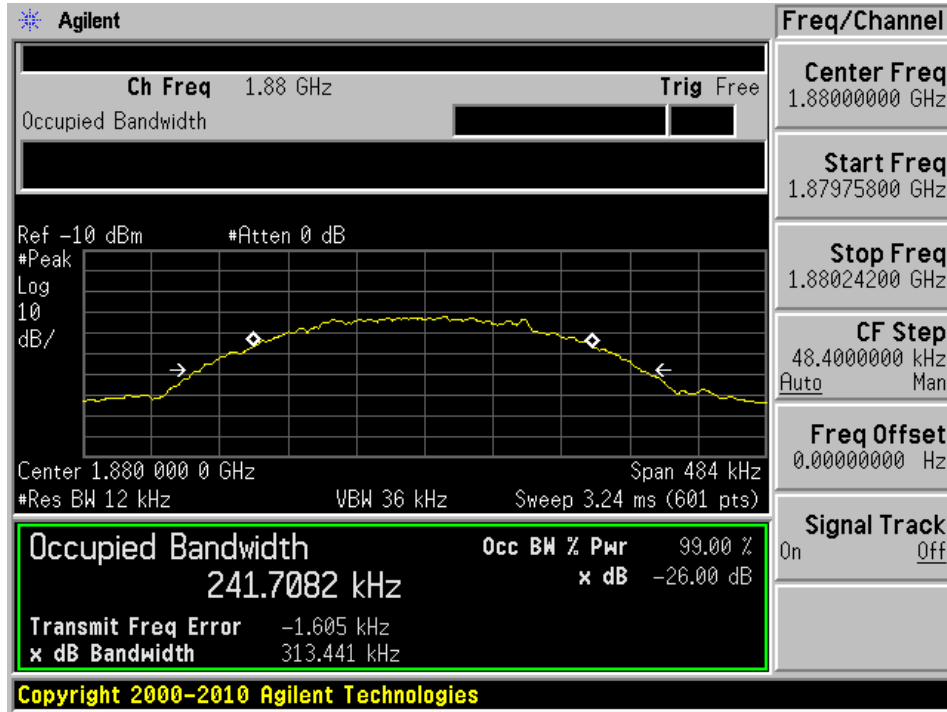 Agilent
Freq/Channel
Ch Freq 1.88 GHz Trig Free
Occupied Bandwidth
Center Freq
1.88000000 GHz
Start Freq
1.87975800 GHz
Stop Freq
1.88024200 GHz
CF Step
48.4000000 kHz
Auto Man
Freq Offset
0.00000000 Hz
Signal Track
On Off
Ref -10 dBm #Atten 0 dB
#Peak
Log
10
dB/
Center 1.880 000 0 GHz Span 484 kHz
#Res BW 12 kHz VBW 36 kHz Sweep 3.24 ms (601 pts)
Occupied Bandwidth
241.7082 kHz
Occ BW % Pwr 99.00 %
x dB -26.00 dB
Transmit Freq Error -1.605 kHz
x dB Bandwidth 313.441 kHz
Copyright 2000-2010 Agilent Technologies